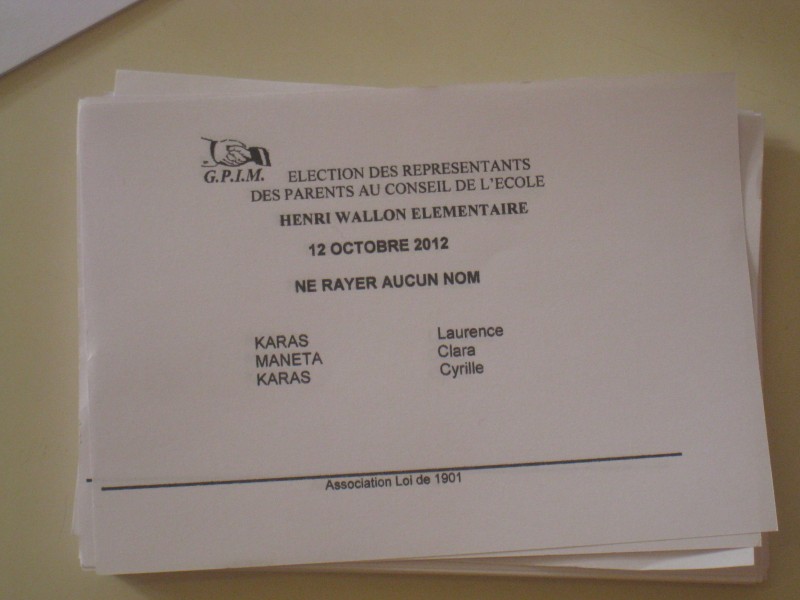 G.P.I.M.
ELECTION DES REPRESENTANTS
DES PARENTS AU CONSEIL DE L'ECOLE
HENRI WALLON ELEMENTAIRE
12 OCTOBRE 2012
NE RAYER AUCUN NOM
KARAS Laurence
MANETA Clara
KARAS Cyrille
Association Loi de 1901